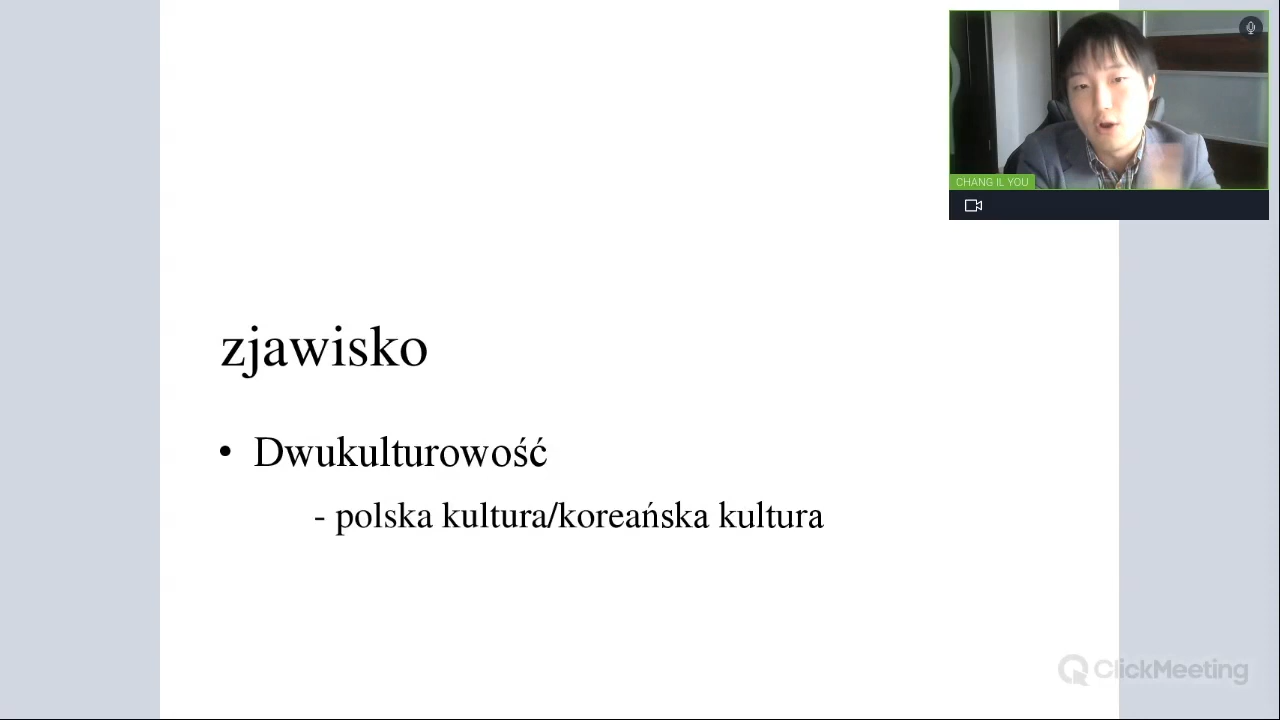 CHANG IL YOU
zjawisko
• Dwukulturowość
- polska kultura/koreańska kultura
ClickMeeting